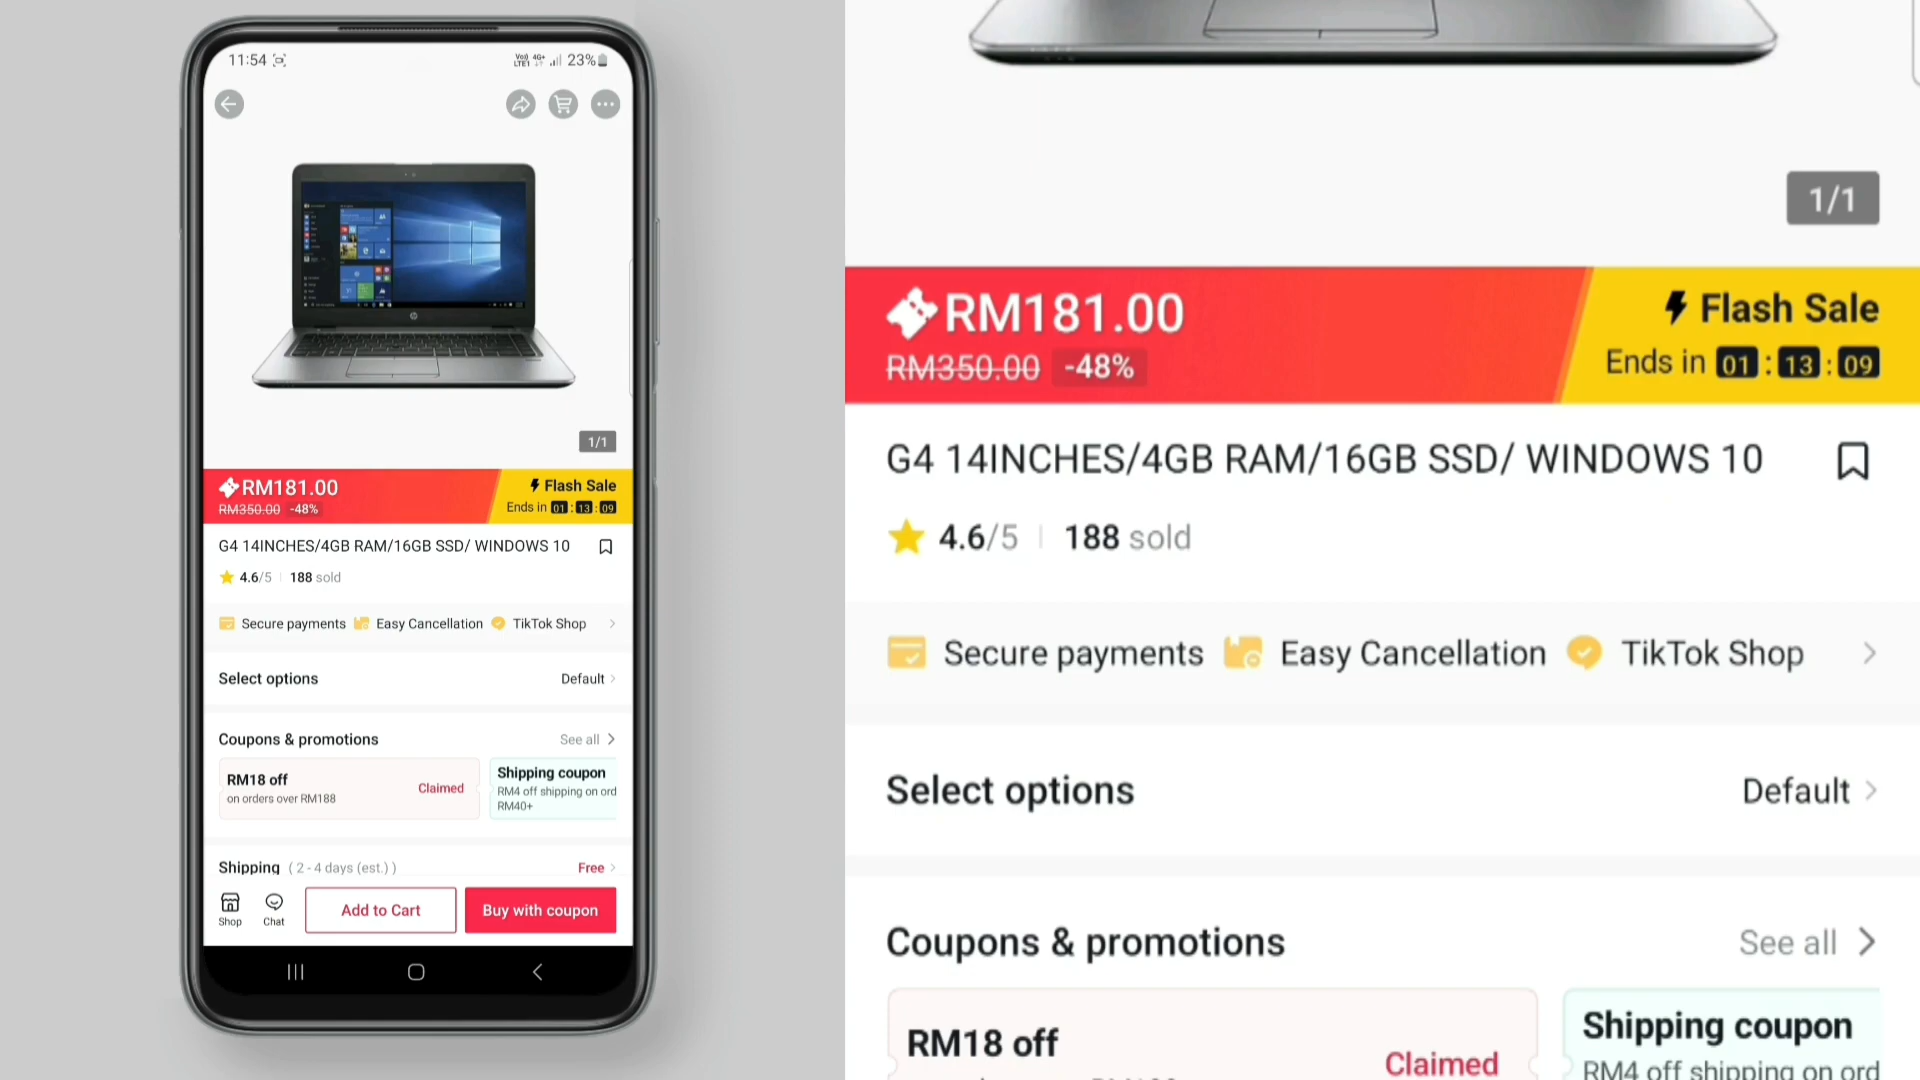 11:54
Vo)) 4G+
LTE1
23%
1/1
RM181.00
RM350.00 -48%
Flash Sale
Ends in 01 : 13 : 09
G4 14INCHES/4GB RAM/16GB SSD/ WINDOWS 10
4.6/5 188 sold
Secure payments Easy Cancellation TikTok Shop
Select options Default
Coupons & promotions See all
RM18 off
on orders over RM188
Claimed
Shipping coupon
RM4 off shipping on ord
RM40+
Shipping ( 2 - 4 days (est.) ) Free
Shop
Chat
Add to Cart
Buy with coupon
1/1
RM181.00
RM350.00 -48%
Flash Sale
Ends in 01 : 13 : 09
G4 14INCHES/4GB RAM/16GB SSD/ WINDOWS 10
4.6/5 188 sold
Secure payments Easy Cancellation TikTok Shop
Select options Default
Coupons & promotions See all
RM18 off
Claimed
Shipping coupon
RM4 off shipping on ord